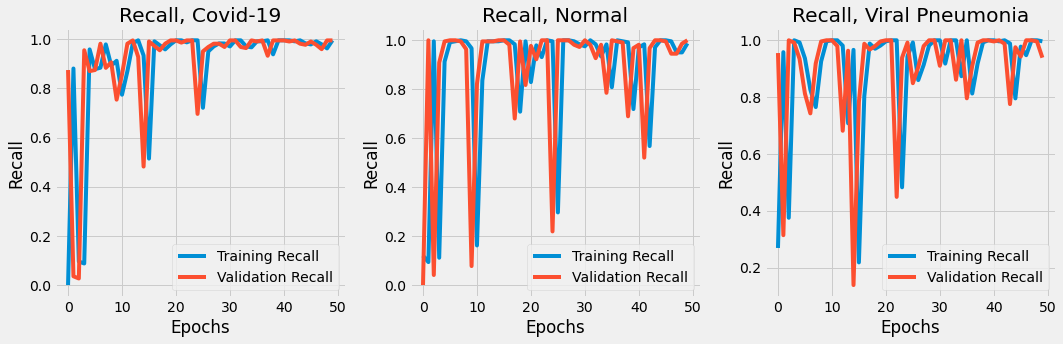 Recall, Covid-19
1.0
0.8
0.6
0.4
0.2
0.0
Recall
Training Recall
Validation Recall
0 10 20 30 40 50
Epochs
Recall, Normal
1.0
0.8
0.6
0.4
0.2
0.0
Recall
Training Recall
Validation Recall
0 10 20 30 40 50
Epochs
Recall, Viral Pneumonia
1.0
0.8
0.6
0.4
0.2
Recall
Training Recall
Validation Recall
0 10 20 30 40 50
Epochs